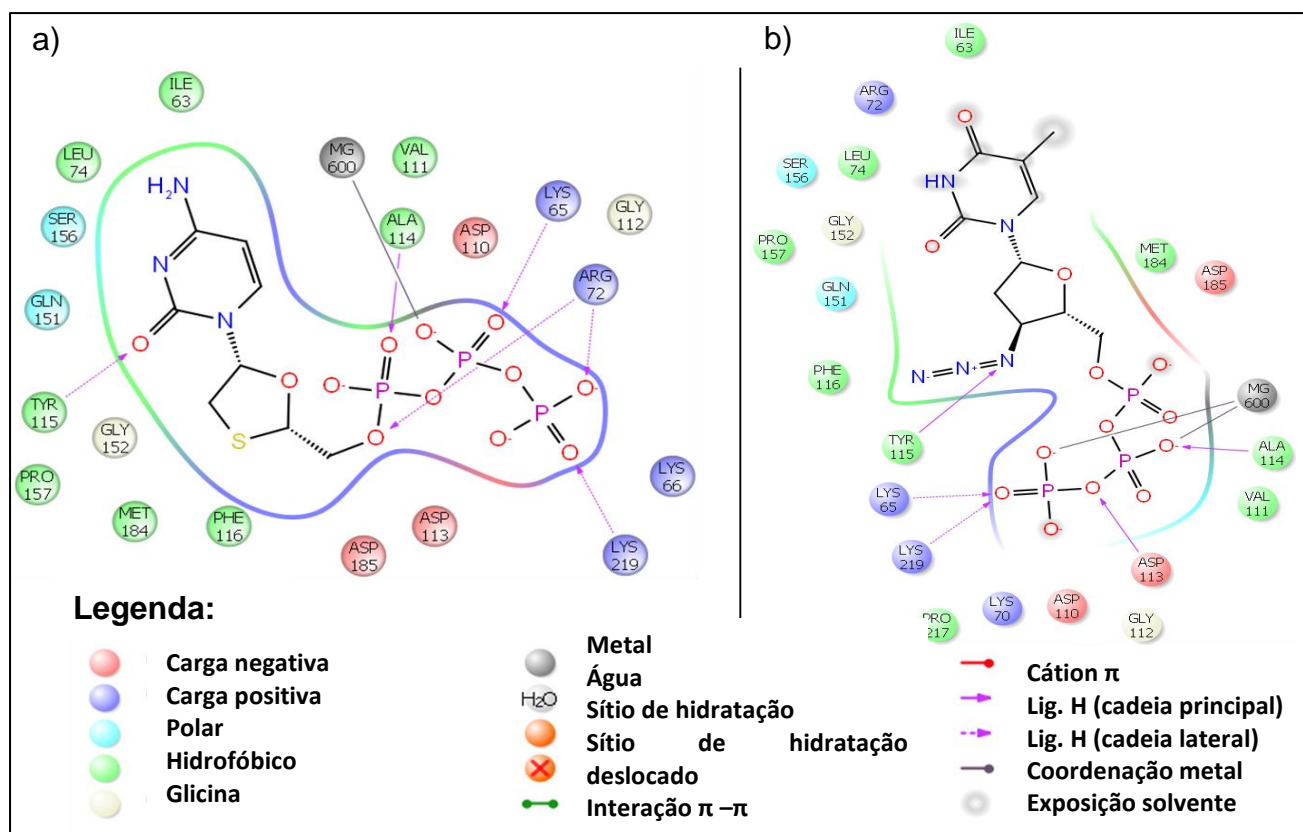 a)
ILE
63
LEU
74
SER
156
GLN
151
TYR
115
GLY
152
PRO
157
MET
184
PHE
116
MG
600
VAL
111
ALA
114
ASP
110
LYS
65
GLY
112
ARG
72
LYS
66
LYS
219
ASP
113
ASP
185
H₂N
N
O
N
O
S
O
P
O⁻
O
O
O⁻
P
O
O
P
O⁻
O⁻
O
b)
ILE
63
ARG
72
SER
156
LEU
74
GLY
152
PRO
157
GLN
151
PHE
116
TYR
115
LYS
65
LYS
219
PRO
217
LYS
70
ASP
110
GLY
112
ASP
113
VAL
111
ALA
114
MG
600
ASP
185
MET
184
O
NH
O
N
O
N⁻
N⁺
N
O
P
O⁻
O
O
P
O⁻
O
O
P
O⁻
O
O⁻
Legenda:
Carga negativa
Carga positiva
Polar
Hidrofóbico
Glicina
Metal
H₂O Água
Sítio de hidratação
Sítio de hidratação
deslocado
Interação π –π
Cátion π
Lig. H (cadeia principal)
Lig. H (cadeia lateral)
Coordenação metal
Exposição solvente